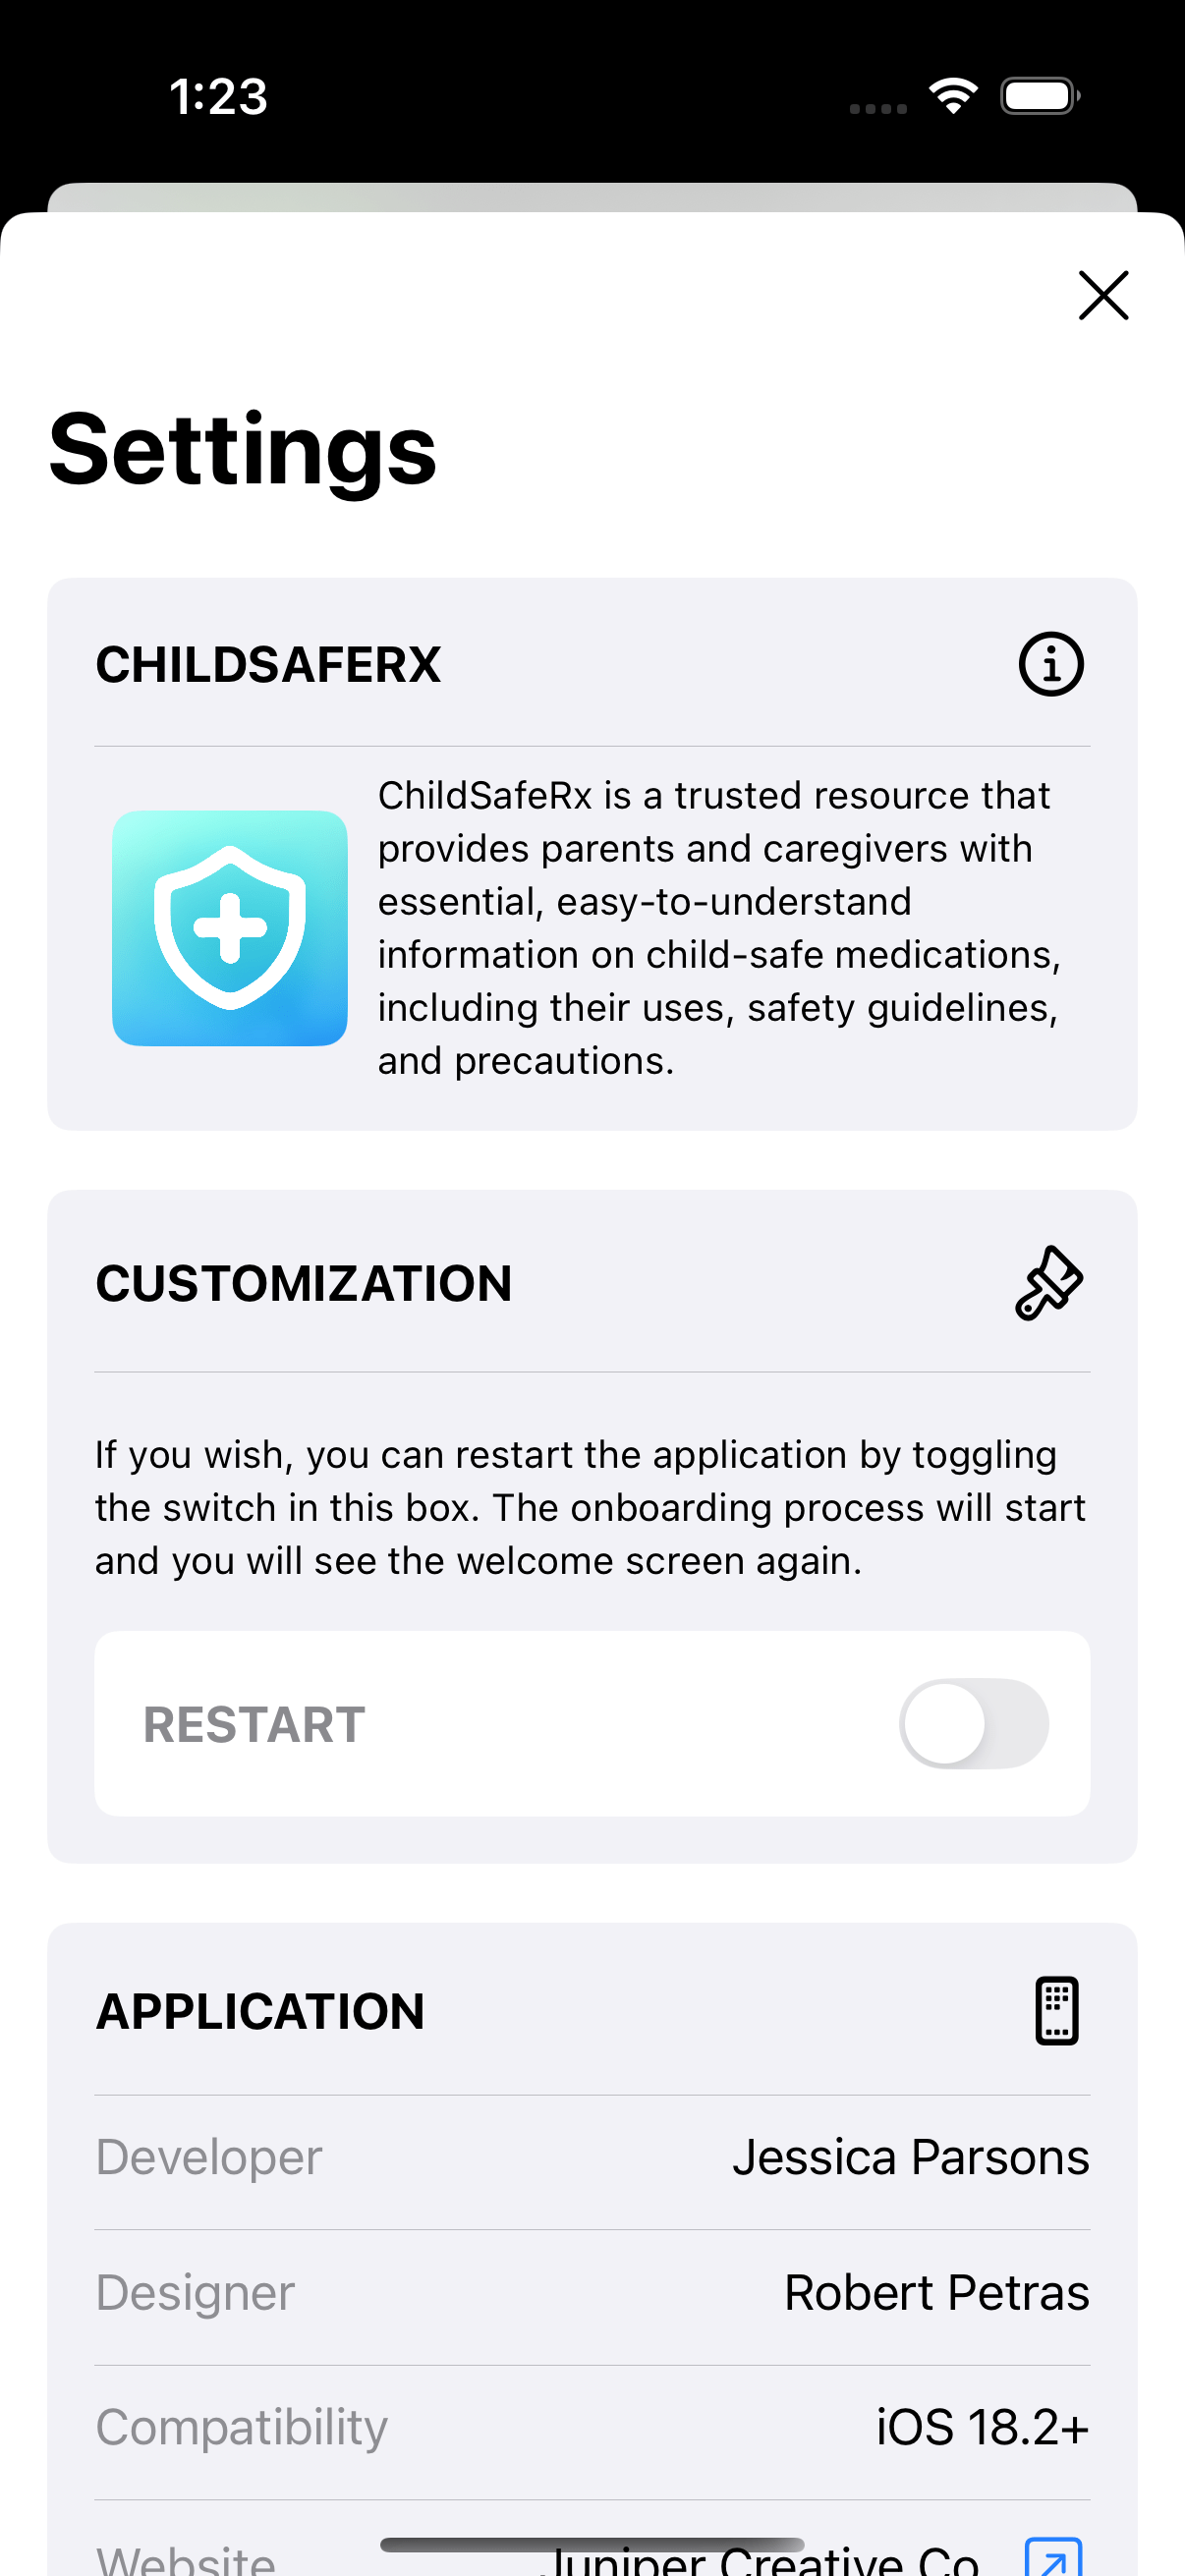 1:23
Settings
CHILDSAFERX
ChildSafeRx is a trusted resource that
provides parents and caregivers with
essential, easy-to-understand
information on child-safe medications,
including their uses, safety guidelines,
and precautions.
CUSTOMIZATION
If you wish, you can restart the application by toggling
the switch in this box. The onboarding process will start
and you will see the welcome screen again.
RESTART
APPLICATION
Developer Jessica Parsons
Designer Robert Petras
Compatibility iOS 18.2+
Website Juniper Creative Co